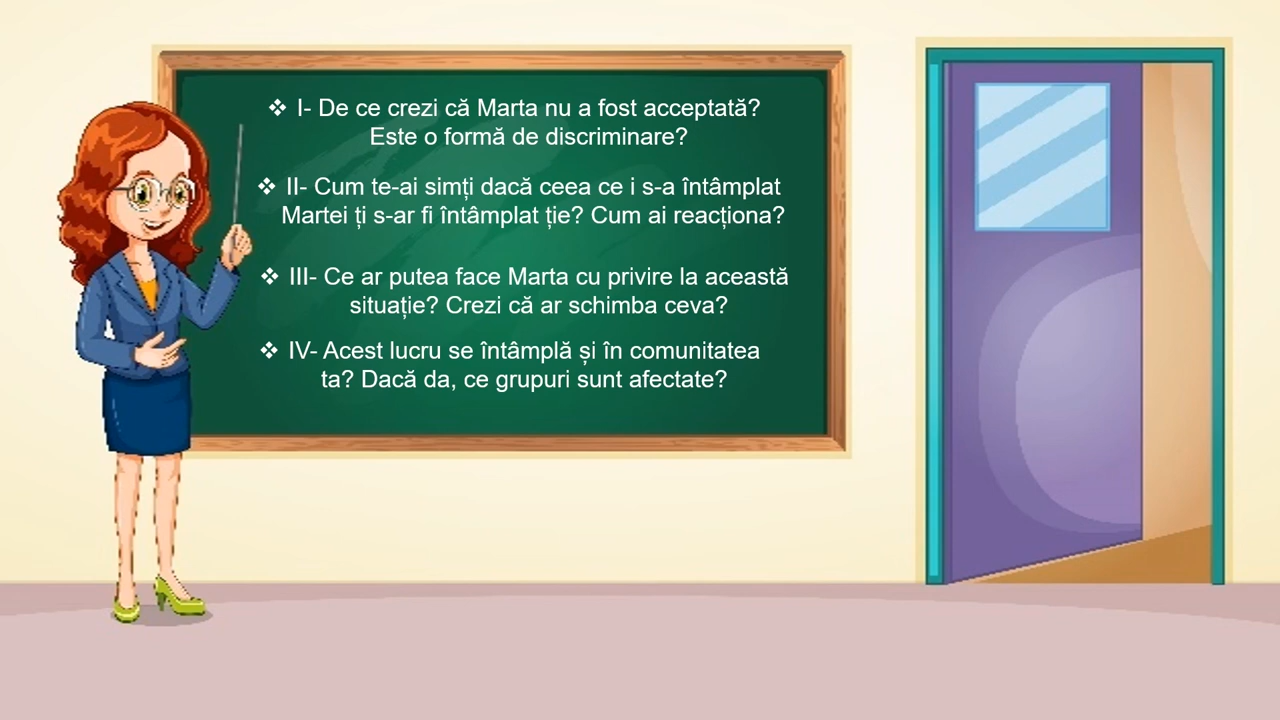 ❖ I- De ce crezi că Marta nu a fost acceptată?
Este o formă de discriminare?
❖ II- Cum te-ai simți dacă ceea ce i s-a întâmplat
Martei ți s-ar fi întâmplat ție? Cum ai reacționa?
❖ III- Ce ar putea face Marta cu privire la această
situație? Crezi că ar schimba ceva?
❖ IV- Acest lucru se întâmplă și în comunitatea
ta? Dacă da, ce grupuri sunt afectate?